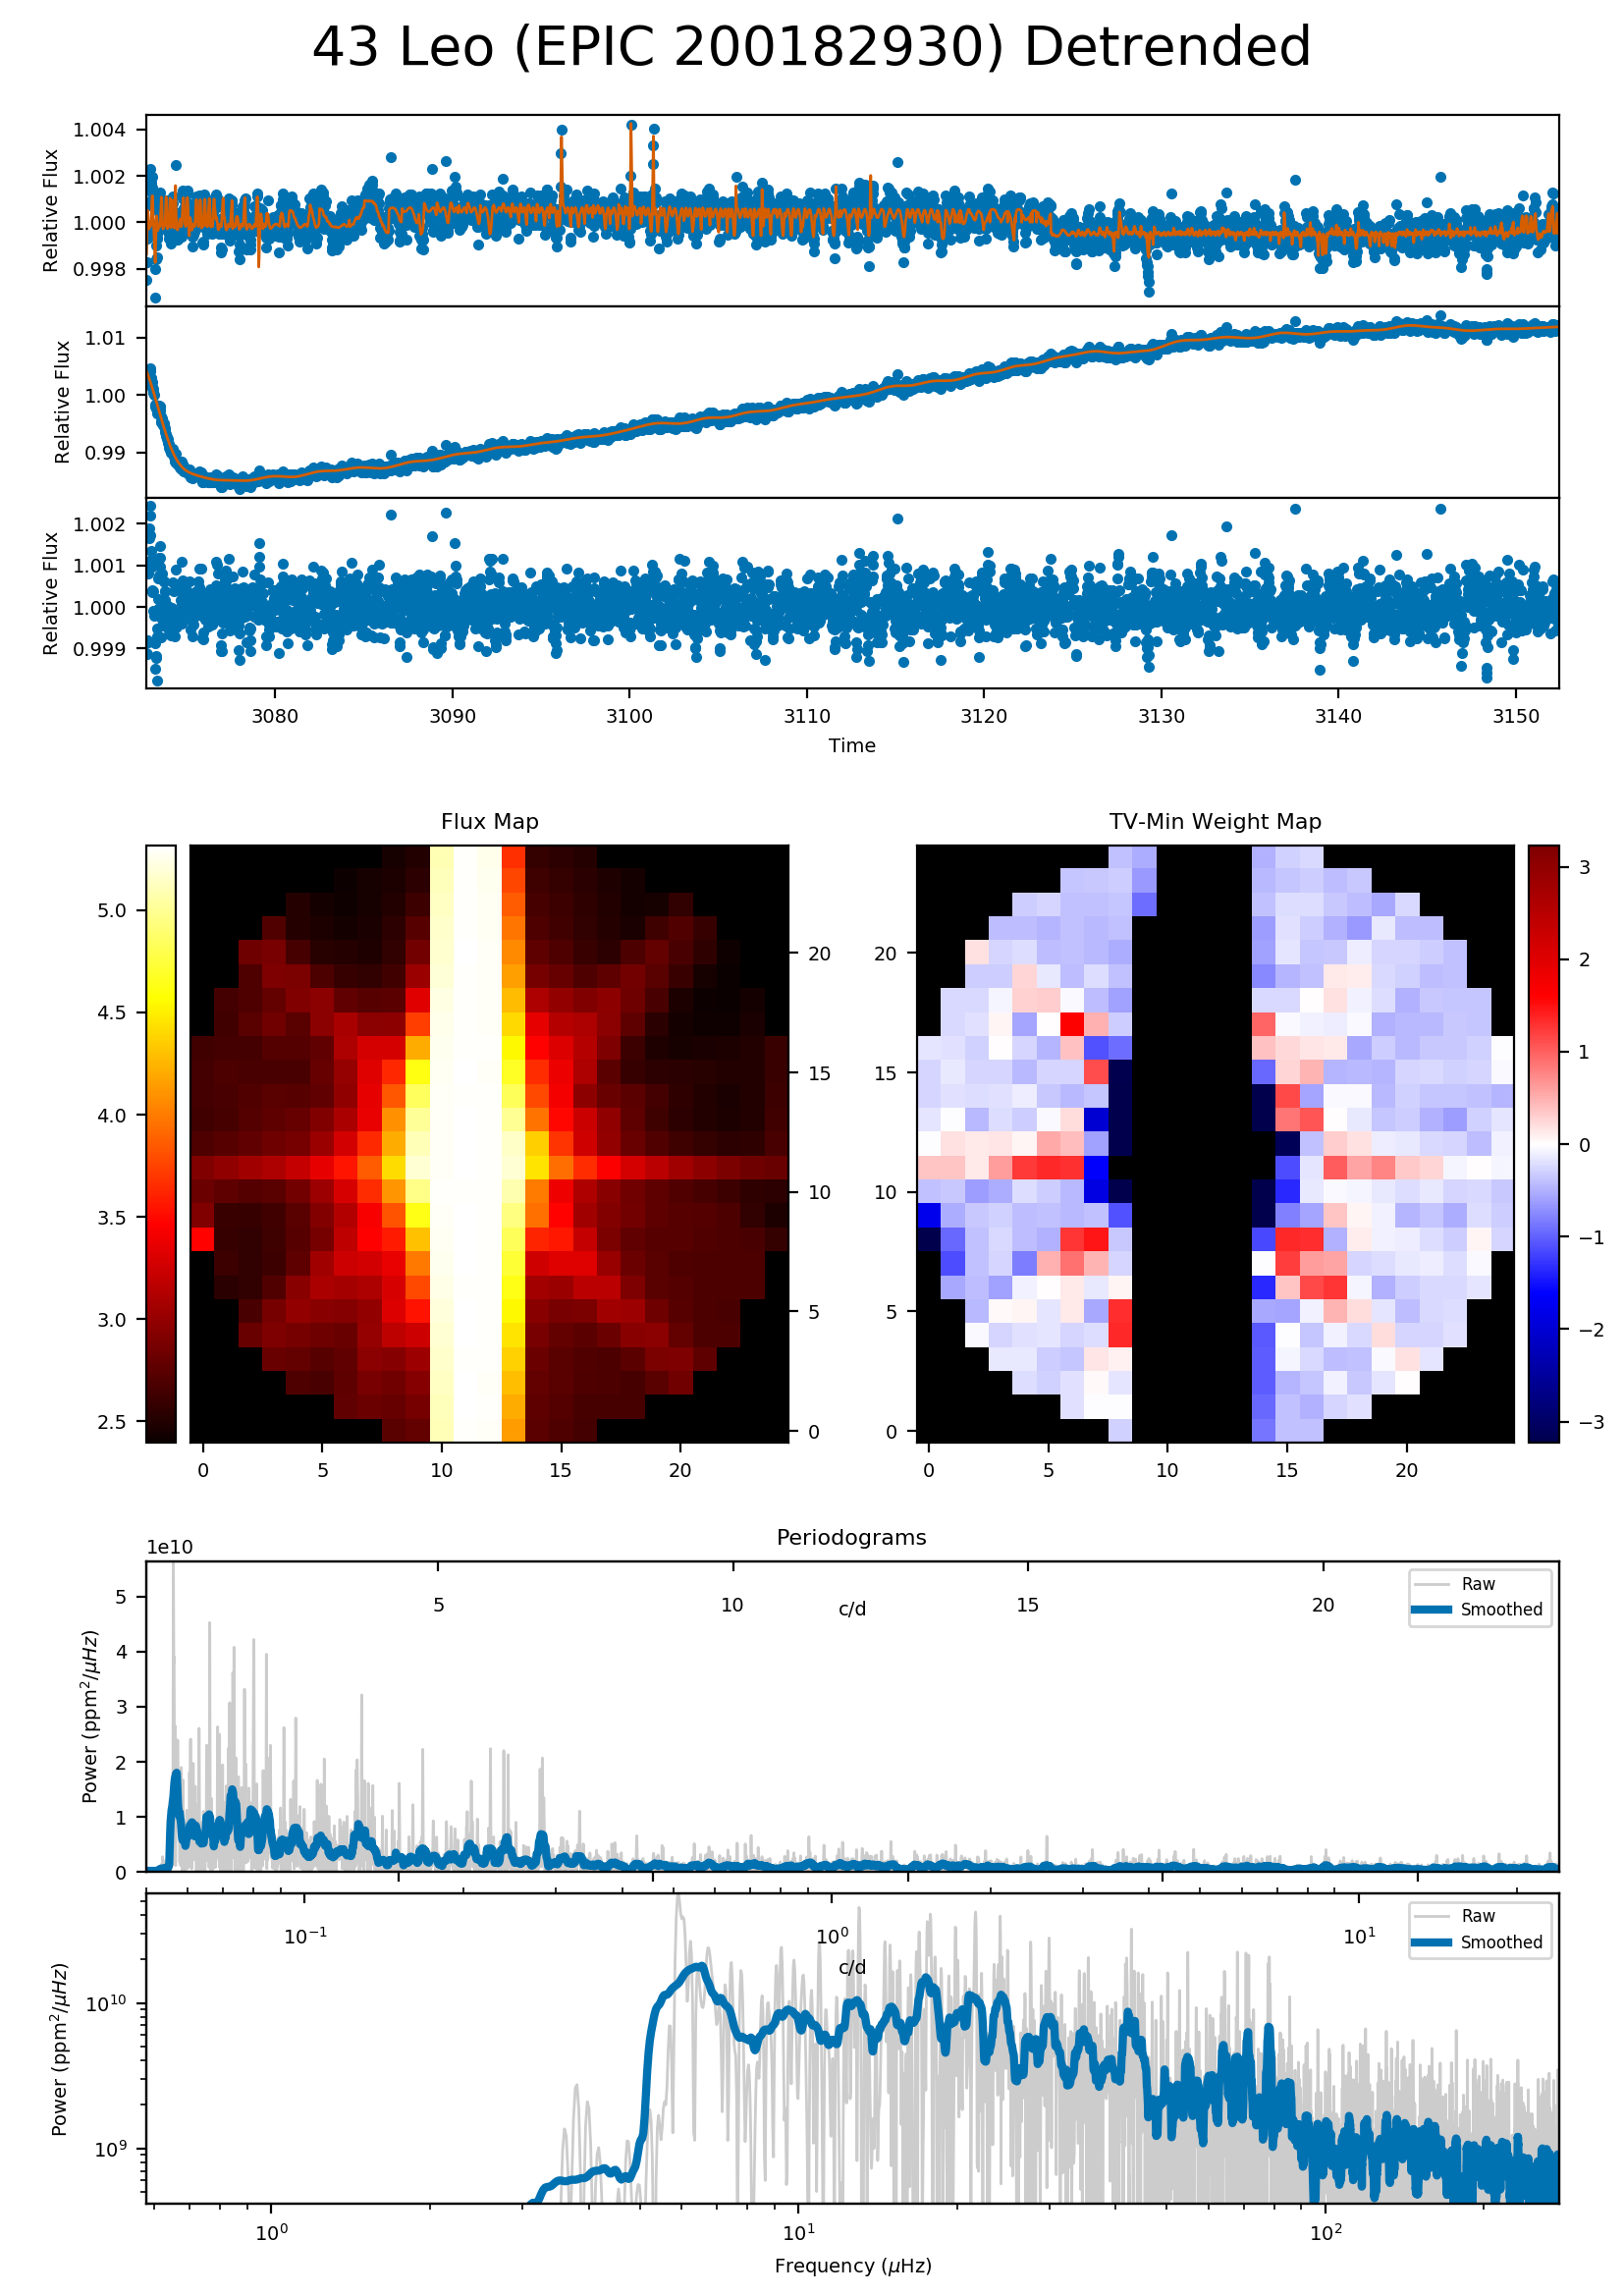 43 Leo (EPIC 200182930) Detrended
1.004
1.002
1.000
0.998
Relative Flux
1.01
1.00
0.99
Relative Flux
1.002
1.001
1.000
0.999
Relative Flux
3080 3090 3100 3110 3120 3130 3140 3150
Time
Flux Map
5.0
4.5
4.0
3.5
3.0
2.5
20
15
10
5
0
0 5 10 15 20
TV-Min Weight Map
20
15
10
5
0
0 5 10 15 20
3
2
1
0
−1
−2
−3
Periodograms
1e10
5
4
3
2
1
0
Power (ppm²/μHz)
5 10 15 20
c/d
Raw
Smoothed
10⁻¹ 10⁰ 10¹
c/d
Raw
Smoothed
10¹⁰
10⁹
Power (ppm²/μHz)
10⁰ 10¹ 10²
Frequency (μHz)